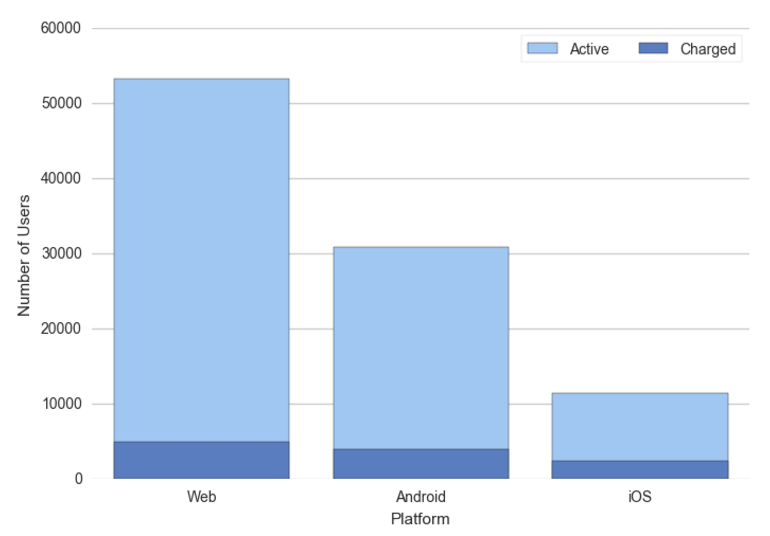 60000
Active Charged
50000
40000
30000
20000
10000
0
Number of Users
Web Android iOS
Platform